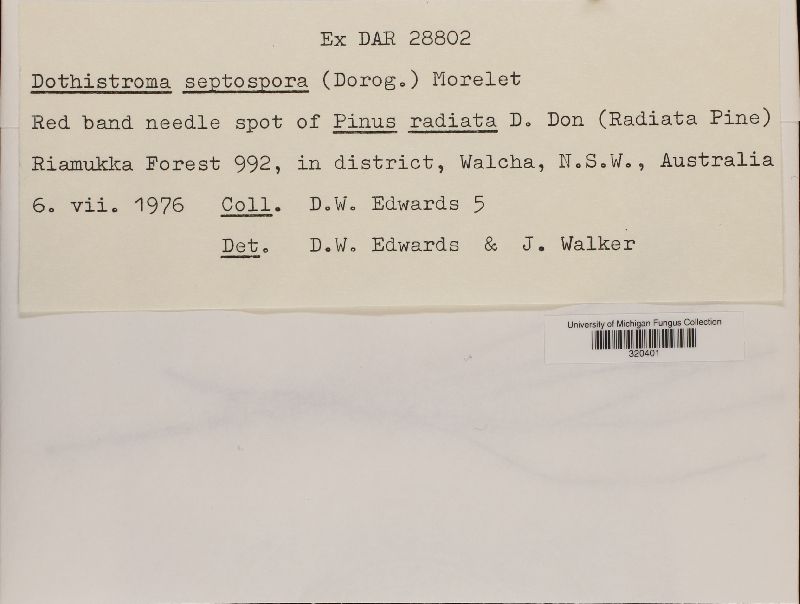 Ex DAR 28802
Dothistroma septospora (Dorog.) Morelet
Red band needle spot of Pinus radiata D. Don (Radiata Pine)
Riamukka Forest 992, in district, Walcha, N.S.W., Australia
6. vii. 1976 Coll. D.W. Edwards 5
Det. D.W. Edwards & J. Walker
University of Michigan Fungus Collection
320401